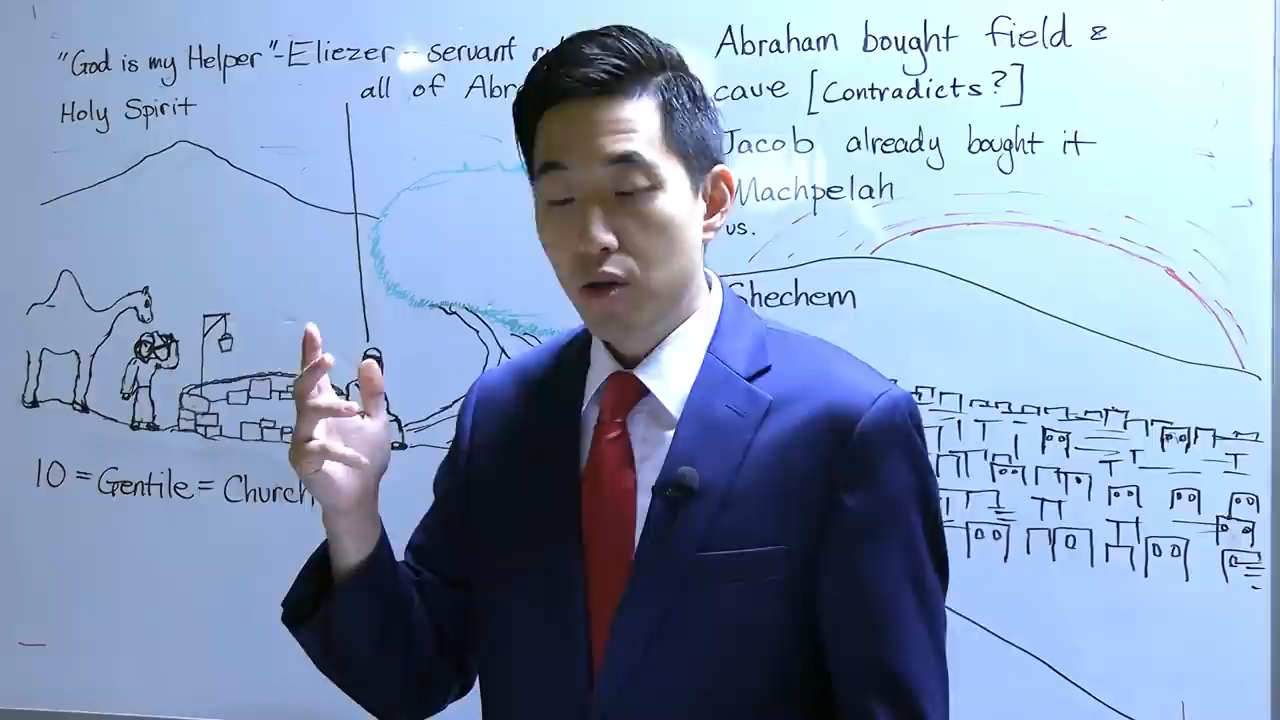 "God is my Helper"-Eliezer - servant
all of
Holy Spirit
10 = Gentile = Church
Abraham bought field &
cave [Contradicts?]
Jacob already bought it
Machpelah
vs.
Shechem